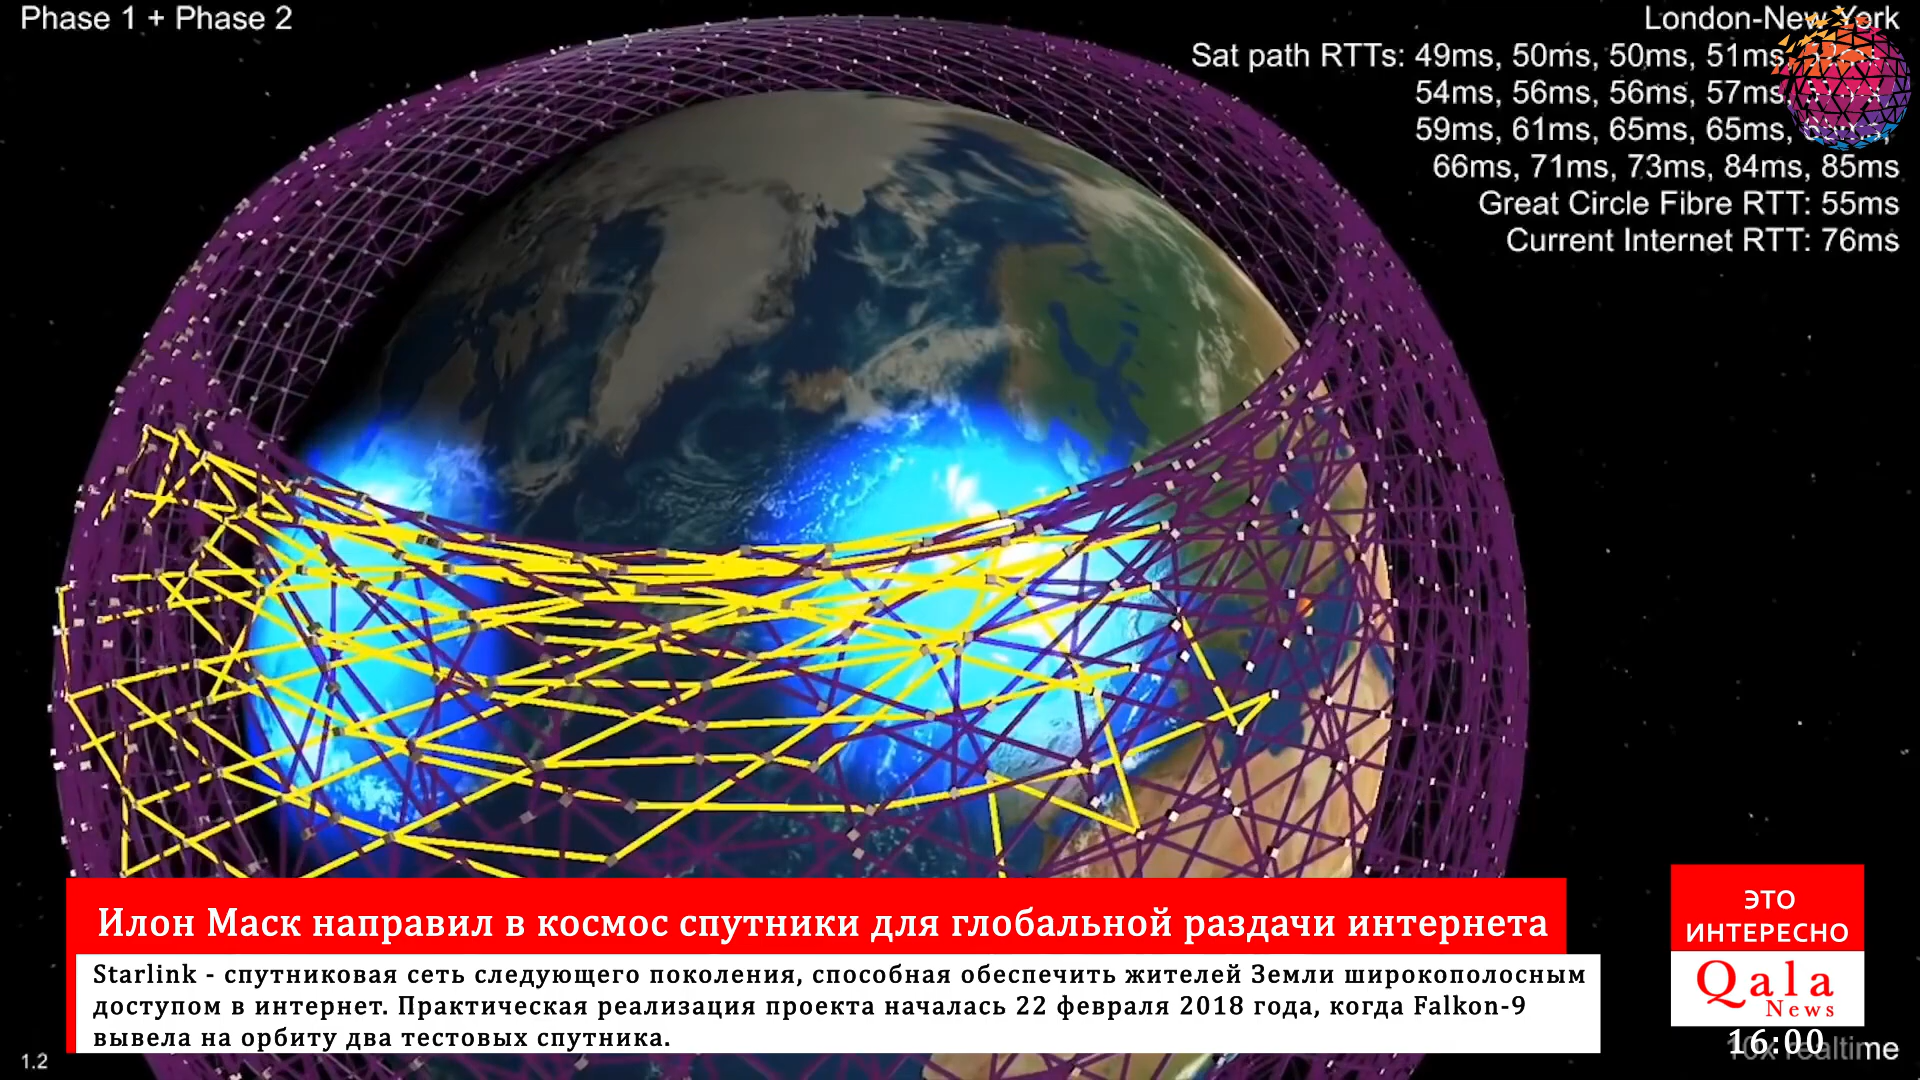 Phase 1 + Phase 2
London-New York
Sat path RTTs: 49ms, 50ms, 50ms, 51ms,
54ms, 56ms, 56ms, 57ms,
59ms, 61ms, 65ms, 65ms,
66ms, 71ms, 73ms, 84ms, 85ms
Great Circle Fibre RTT: 55ms
Current Internet RTT: 76ms
Илон Маск направил в космос спутники для глобальной раздачи интернета
Starlink - спутниковая сеть следующего поколения, способная обеспечить жителей Земли широкополосным
доступом в интернет. Практическая реализация проекта началась 22 февраля 2018 года, когда Falkon-9
вывела на орбиту два тестовых спутника.
ЭТО
ИНТЕРЕСНО
Qala
News
16:00
10x realtime
1.2